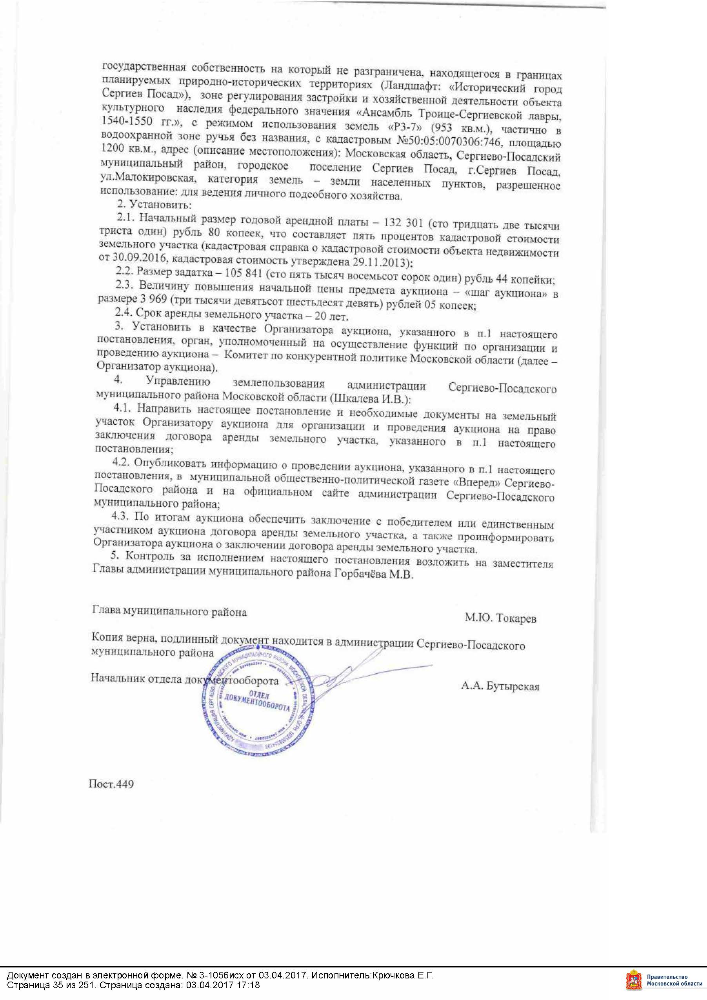 государственная собственность на который не разграничена, находящегося в границах
планируемых природно-исторических территориях (Ландшафт: «Исторический город
Сергиев Посад»), зоне регулирования застройки и хозяйственной деятельности объекта
культурного наследия федерального значения «Ансамбль Троице-Сергиевской лавры,
1540-1550 гг.», с режимом использования земель «РЗ-7» (953 кв.м.), частично в
водоохранной зоне ручья без названия, с кадастровым №50:05:0070306:746, площадью
1200 кв.м., адрес (описание местоположения): Московская область, Сергиево-Посадский
муниципальный район, городское поселение Сергиев Посад, г.Сергиев Посад,
ул.Малокировская, категория земель – земли населенных пунктов, разрешенное
использование: для ведения личного подсобного хозяйства.
2. Установить:
2.1. Начальный размер годовой арендной платы – 132 301 (сто тридцать две тысячи
триста один) рубль 80 копеек, что составляет пять процентов кадастровой стоимости
земельного участка (кадастровая справка о кадастровой стоимости объекта недвижимости
от 30.09.2016, кадастровая стоимость утверждена 29.11.2013);
2.2. Размер задатка – 105 841 (сто пять тысяч восемьсот сорок один) рубль 44 копейки;
2.3. Величину повышения начальной цены предмета аукциона – «шаг аукциона» в
размере 3 969 (три тысячи девятьсот шестьдесят девять) рублей 05 копеек;
2.4. Срок аренды земельного участка – 20 лет.
3. Установить в качестве Организатора аукциона, указанного в п.1 настоящего
постановления, орган, уполномоченный на осуществление функций по организации и
проведению аукциона – Комитет по конкурентной политике Московской области (далее –
Организатор аукциона).
4. Управлению землепользования администрации Сергиево-Посадского
муниципального района Московской области (Шкалева И.В.):
4.1. Направить настоящее постановление и необходимые документы на земельный
участок Организатору аукциона для организации и проведения аукциона на право
заключения договора аренды земельного участка, указанного в п.1 настоящего
постановления;
4.2. Опубликовать информацию о проведении аукциона, указанного в п.1 настоящего
постановления, в муниципальной общественно-политической газете «Вперед» Сергиево-
Посадского района и на официальном сайте администрации Сергиево-Посадского
муниципального района;
4.3. По итогам аукциона обеспечить заключение с победителем или единственным
участником аукциона договора аренды земельного участка, а также проинформировать
Организатора аукциона о заключении договора аренды земельного участка.
5. Контроль за исполнением настоящего постановления возложить на заместителя
Главы администрации муниципального района Горбачёва М.В.
Глава муниципального района М.Ю. Токарев
Копия верна, подлинный документ находится в администрации Сергиево-Посадского
муниципального района
Начальник отдела документооборота А.А. Бутырская
АДМИНИСТРАЦИЯ СЕРГИЕВО-ПОСАДСКОГО МУНИЦИПАЛЬНОГО РАЙОНА МОСКОВСКОЙ ОБЛАСТИ
ОТДЕЛ
ДОКУМЕНТООБОРОТА
Пост.449
Документ создан в электронной форме. № 3-1056исх от 03.04.2017. Исполнитель:Крючкова Е.Г.
Страница 35 из 251. Страница создана: 03.04.2017 17:18
Правительство
Московской области